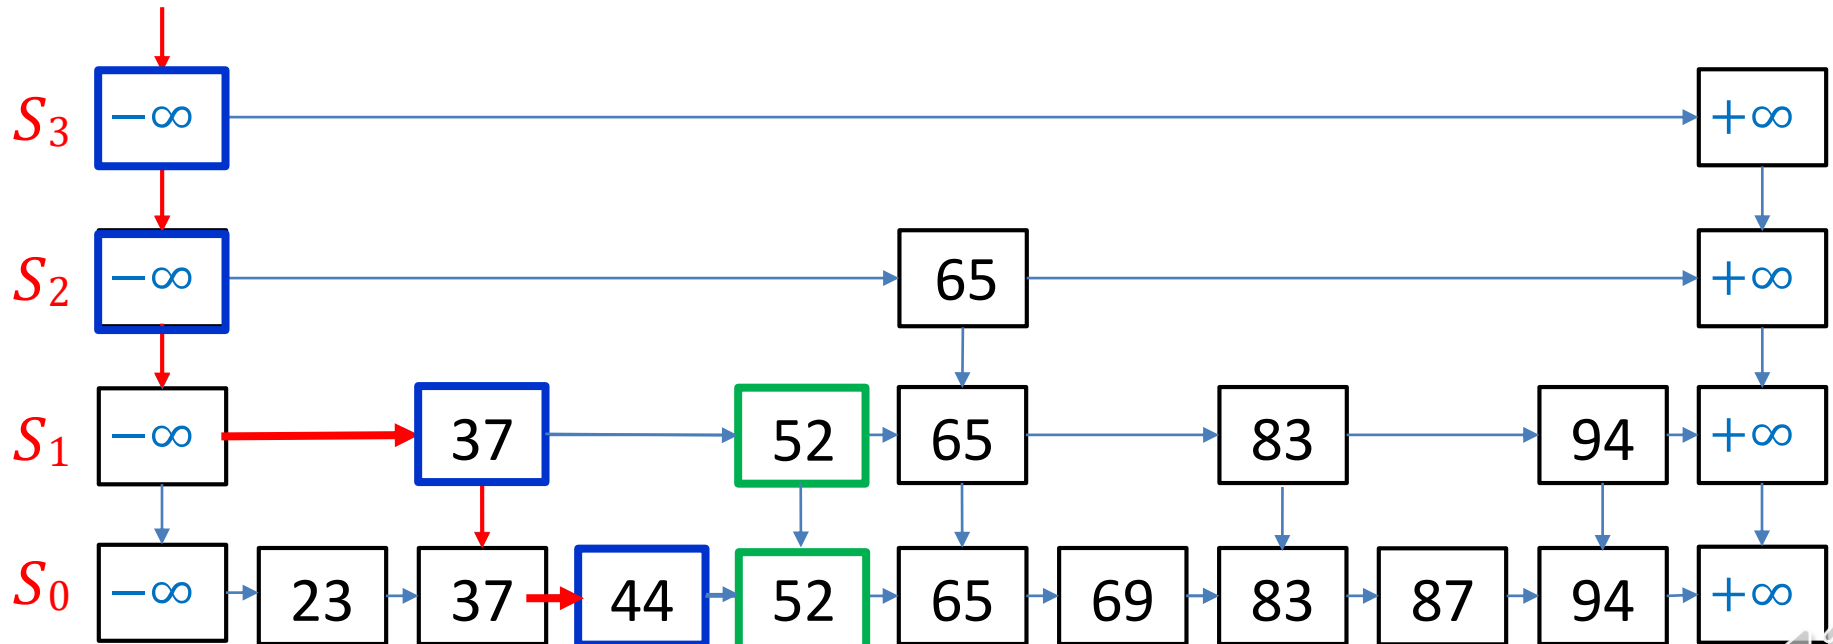 S₃ −∞ +∞
S₂ −∞ 65 +∞
S₁ −∞ 37 52 65 83 94 +∞
S₀ −∞ 23 37 44 52 65 69 83 87 94 +∞